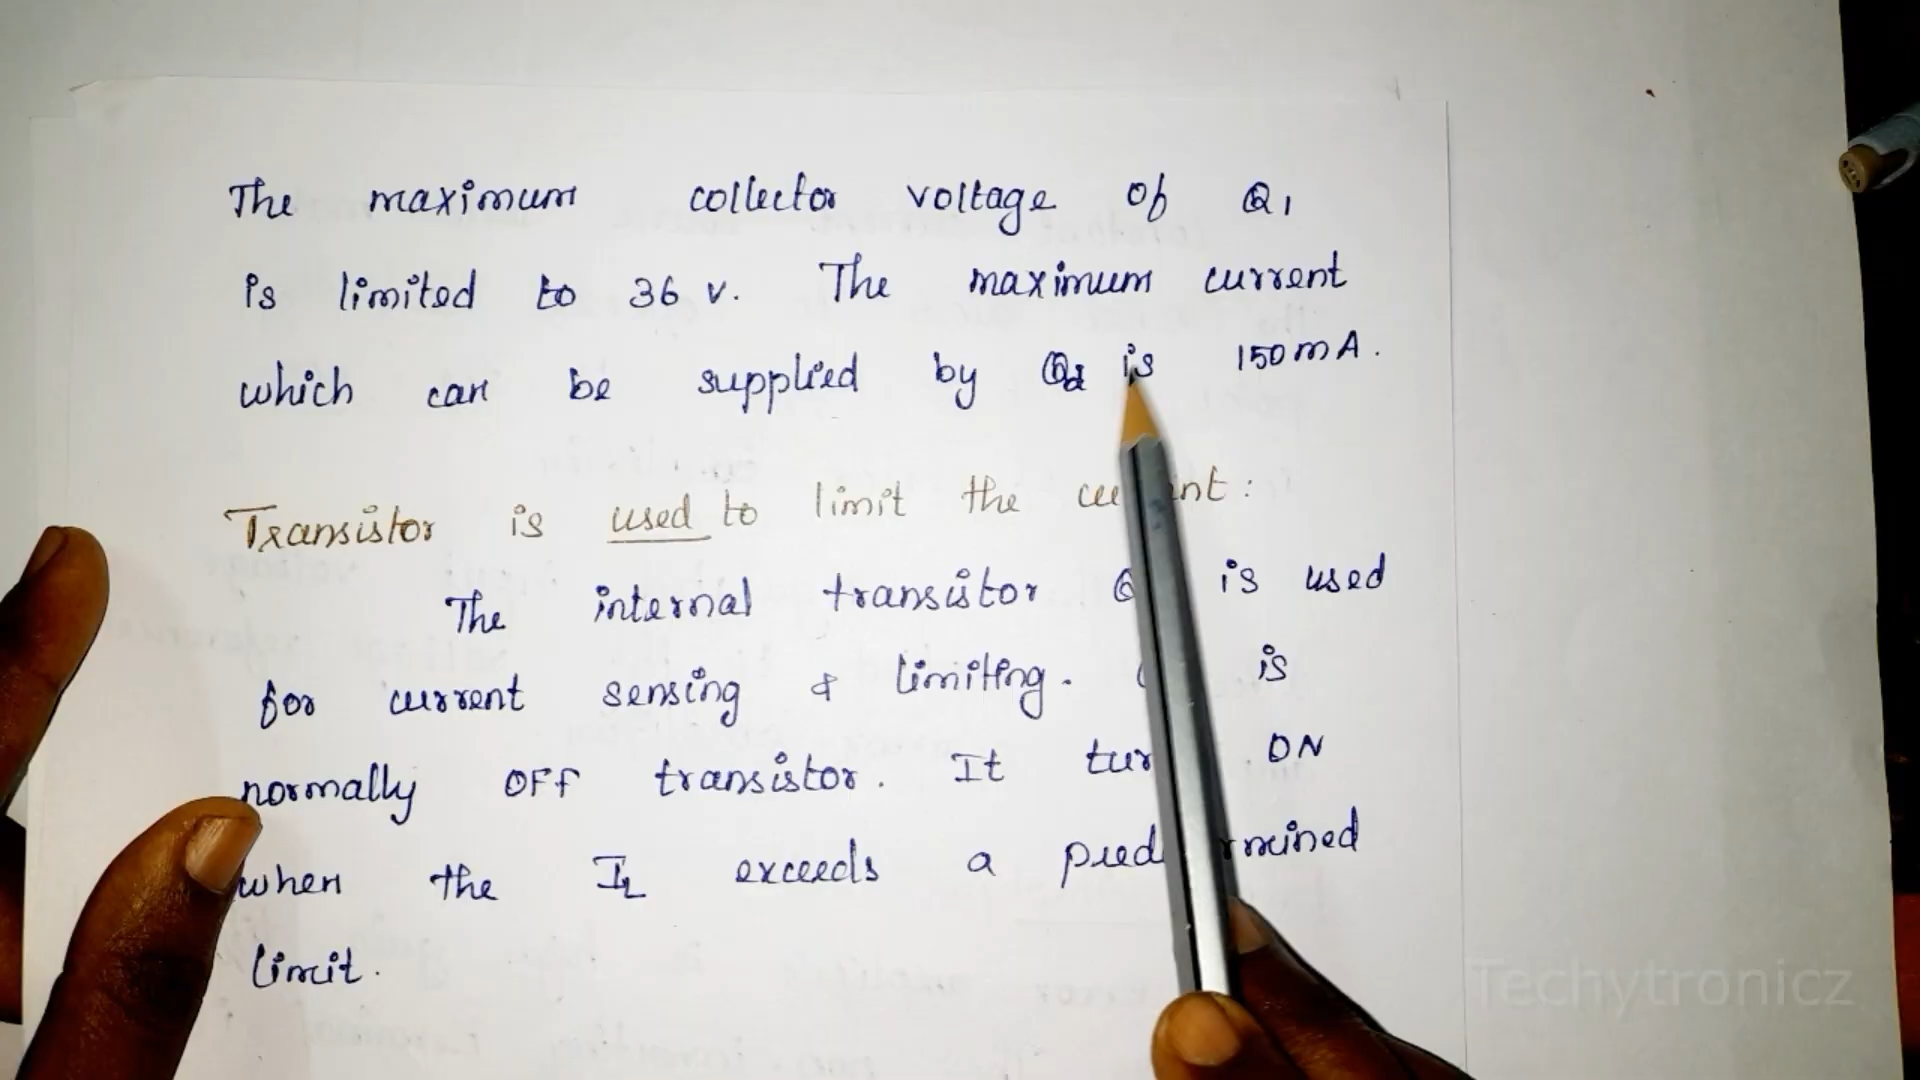 The maximum collector voltage of Q1
is limited to 36 v. The maximum current
which can be supplied by is 150mA.
Transistor is used to limit the
The internal transistor is used
for current sensing & limiting. is
normally OFF transistor. It ON
when the IL exceeds a
limit.
Techytronicz